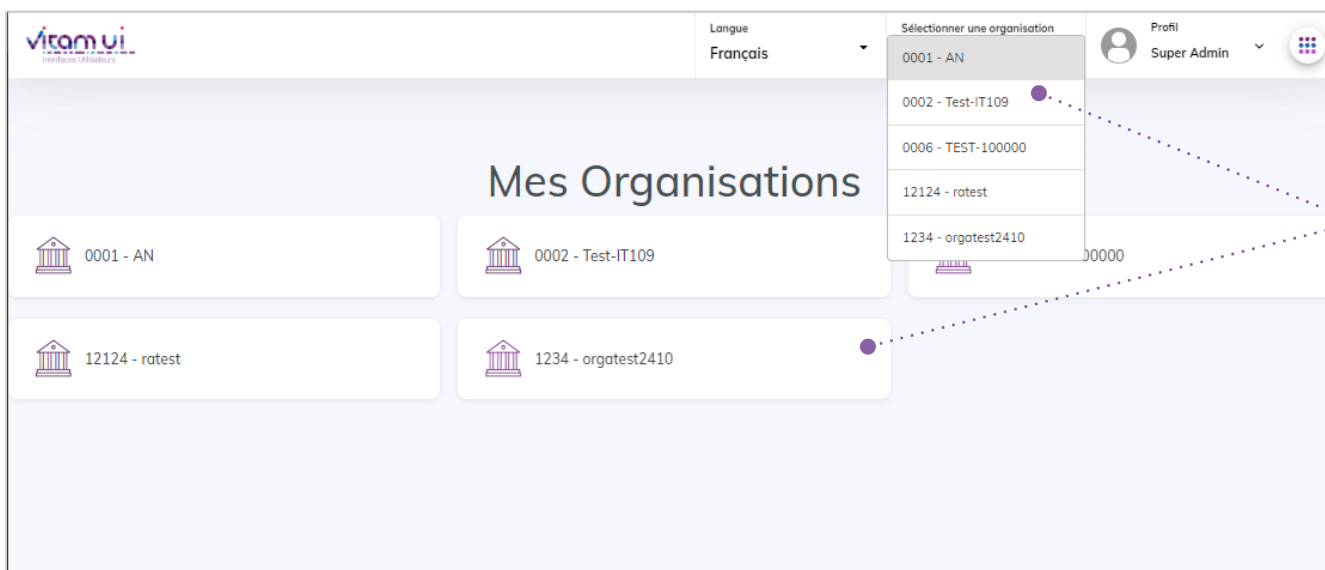 vitam ui
Interfaces Utilisateurs
Langue
Français
Sélectionner une organisation
Profil
Super Admin
0001 - AN
0002 - Test-IT109
0006 - TEST-100000
12124 - ratest
1234 - orgatest2410
Mes Organisations
0001 - AN
0002 - Test-IT109
00000
12124 - ratest
1234 - orgatest2410